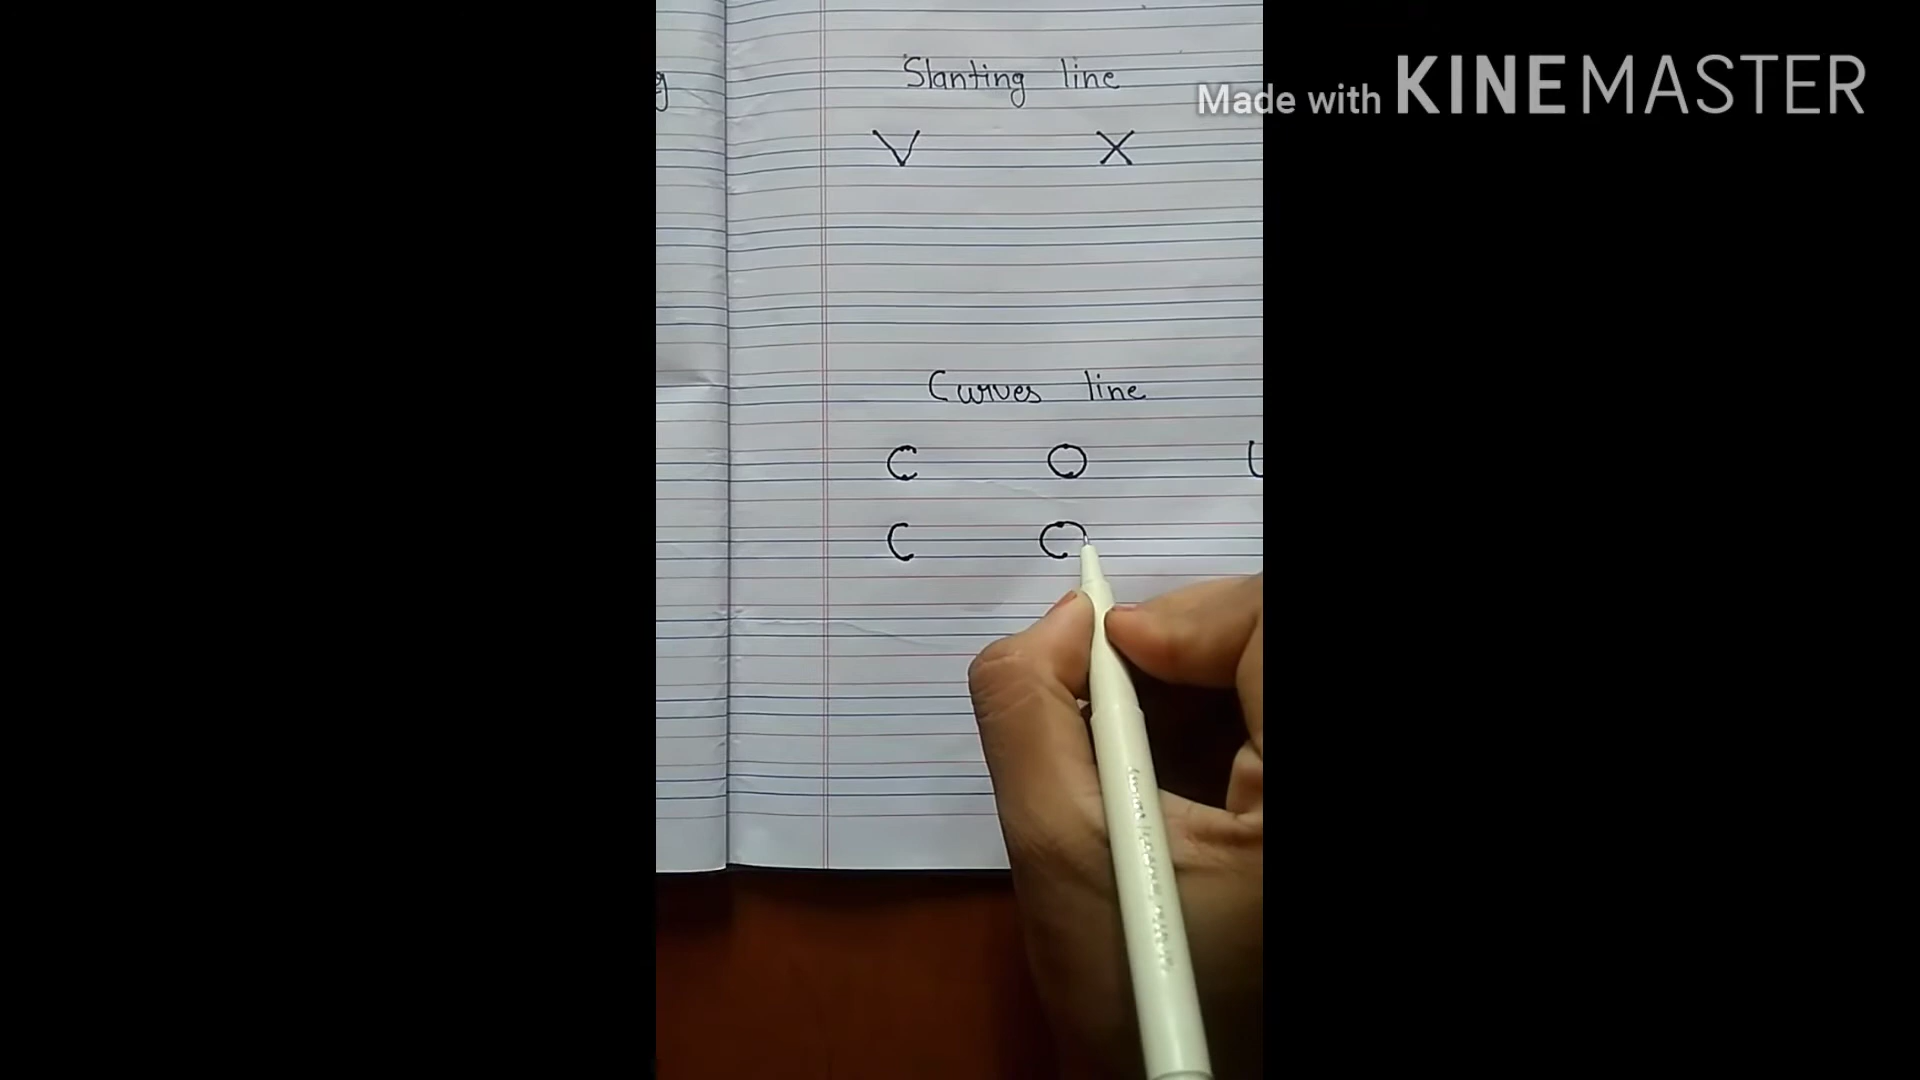 Slanting line
Made with KINEMASTER
V X
Curves line
C O U
C O